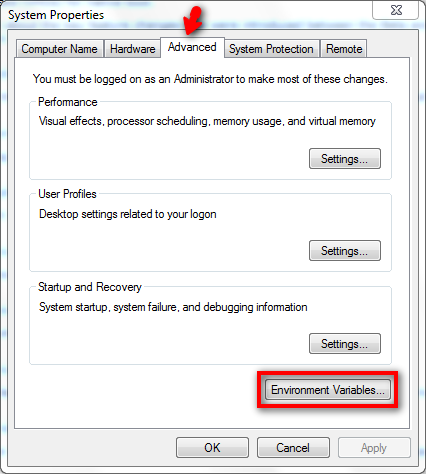 System Properties
Computer Name Hardware Advanced System Protection Remote
You must be logged on as an Administrator to make most of these changes.
Performance
Visual effects, processor scheduling, memory usage, and virtual memory
Settings...
User Profiles
Desktop settings related to your logon
Settings...
Startup and Recovery
System startup, system failure, and debugging information
Settings...
Environment Variables...
OK Cancel Apply